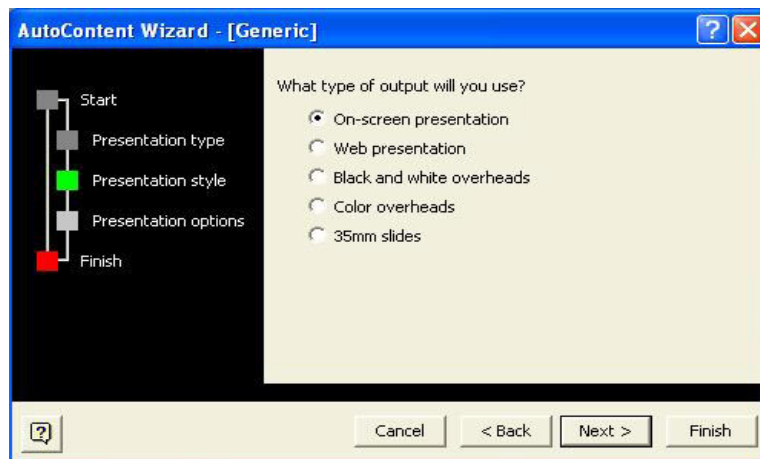 AutoContent Wizard - [Generic]
Start
Presentation type
Presentation style
Presentation options
Finish
What type of output will you use?
On-screen presentation
Web presentation
Black and white overheads
Color overheads
35mm slides
Cancel
< Back
Next >
Finish